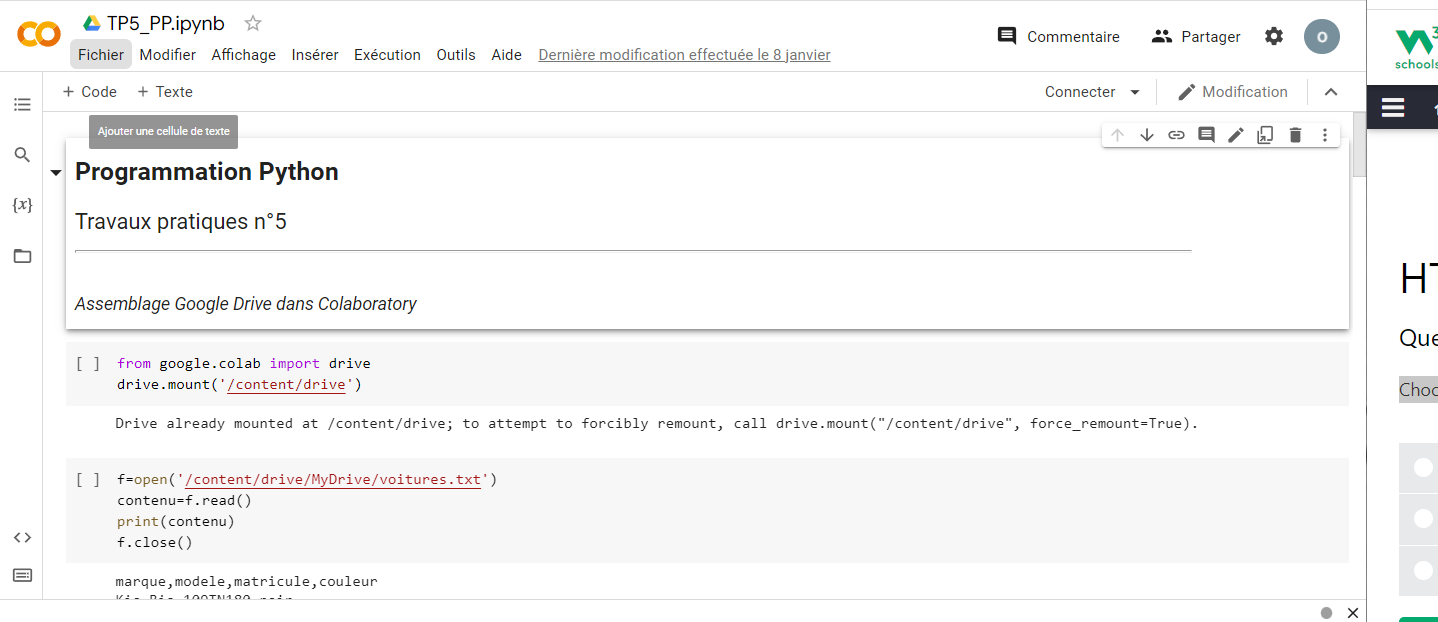 TP5_PP.ipynb
Commentaire
Partager
O
Fichier Modifier Affichage Insérer Exécution Outils Aide Dernière modification effectuée le 8 janvier
+ Code + Texte
Connecter
Modification
Ajouter une cellule de texte
Programmation Python
Travaux pratiques n°5
Assemblage Google Drive dans Colaboratory
{x}
[ ] from google.colab import drive
drive.mount('/content/drive')
Drive already mounted at /content/drive; to attempt to forcibly remount, call drive.mount("/content/drive", force_remount=True).
[ ] f=open('/content/drive/MyDrive/voitures.txt')
contenu=f.read()
print(contenu)
f.close()
marque,modele,matricule,couleur
schools
Que
Choo